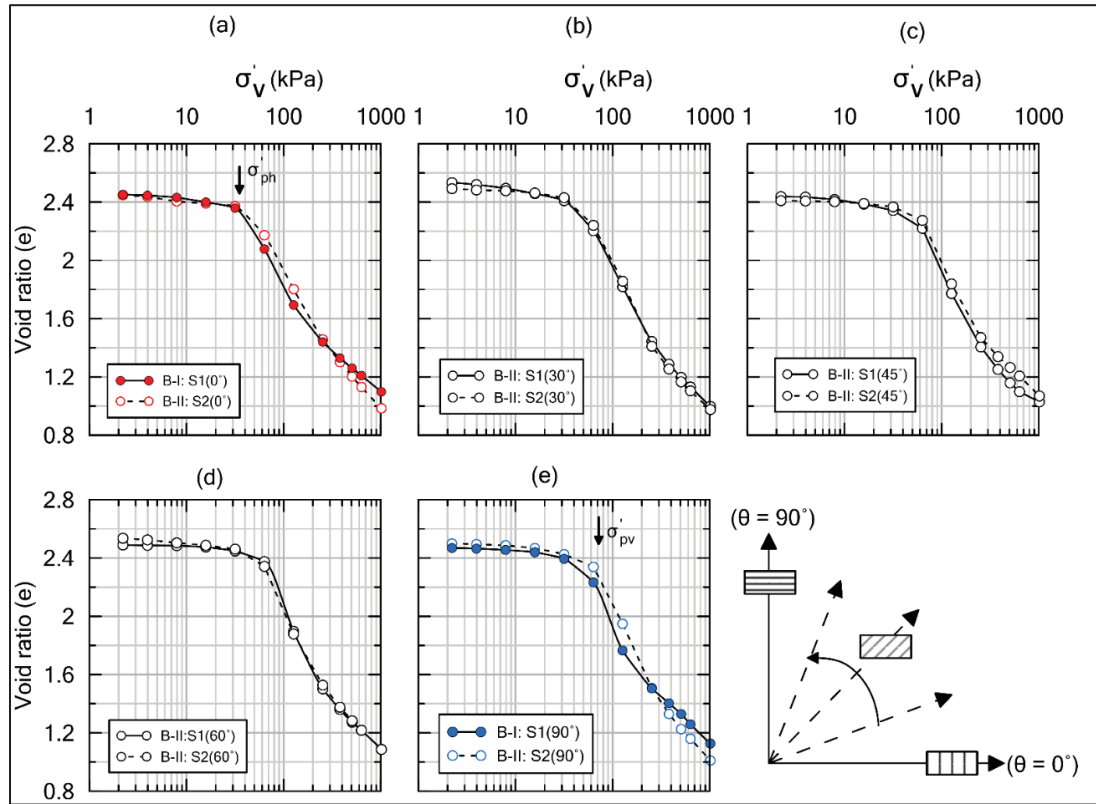 (a)
(b)
(c)
σ'v (kPa)
σ'v (kPa)
σ'v (kPa)
1 10 100 1000
1 10 100 1000
1 10 100 1000
Void ratio (e)
2.8
2.4
2
1.6
1.2
0.8
σ'ph
B-I: S1(0°)
B-II: S2(0°)
B-II: S1(30°)
B-II: S2(30°)
B-II: S1(45°)
B-II: S2(45°)
(d)
(e)
Void ratio (e)
2.8
2.4
2
1.6
1.2
0.8
B-II:S1(60°)
B-II: S2(60°)
σ'pv
B-I: S1(90°)
B-II: S2(90°)
(θ = 90°)
(θ = 0°)